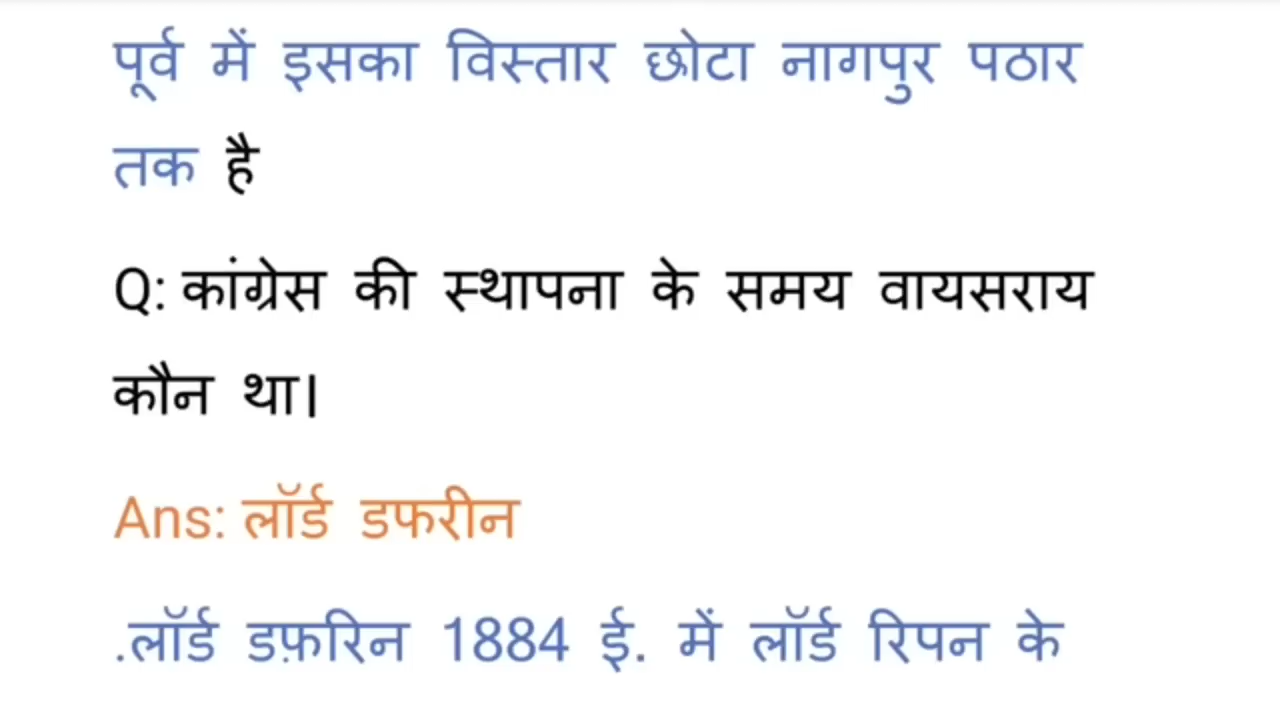 पूर्व में इसका विस्तार छोटा नागपुर पठार
तक है
Q: कांग्रेस की स्थापना के समय वायसराय
कौन था।
Ans: लॉर्ड डफरीन
.लॉर्ड डफ़रिन 1884 ई. में लॉर्ड रिपन के